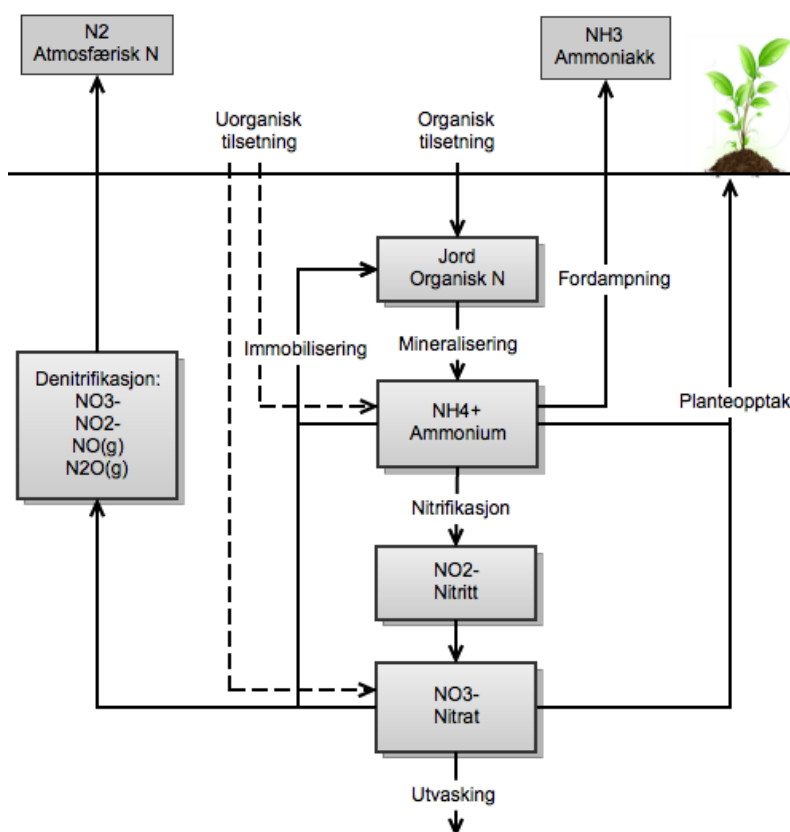 N2
Atmosfærisk N
NH3
Ammoniakk
Uorganisk
tilsetning
Organisk
tilsetning
Jord
Organisk N
Fordampning
Immobilisering
Mineralisering
Denitrifikasjon:
NO3-
NO2-
NO(g)
N2O(g)
NH4+
Ammonium
Planteopptak
Nitrifikasjon
NO2-
Nitritt
NO3-
Nitrat
Utvasking